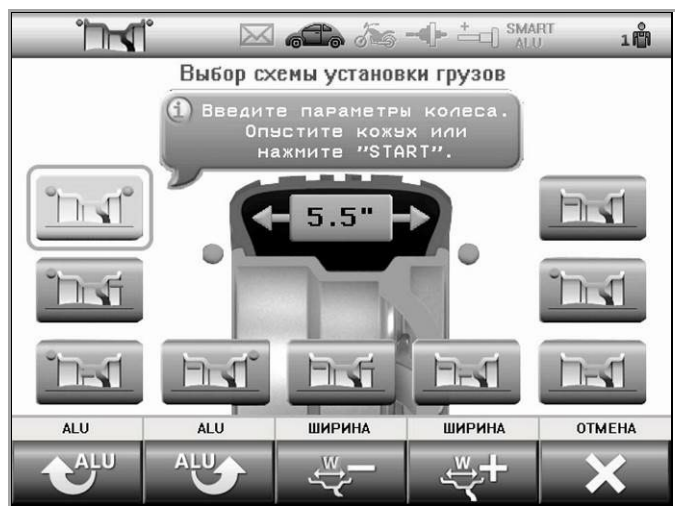 SMART
ALU
1
Выбор схемы установки грузов
Введите параметры колеса.
Опустите кожух или
нажмите "START".
5.5"
ALU
ALU
ШИРИНА
ШИРИНА
ОТМЕНА
ALU
ALU
W
W